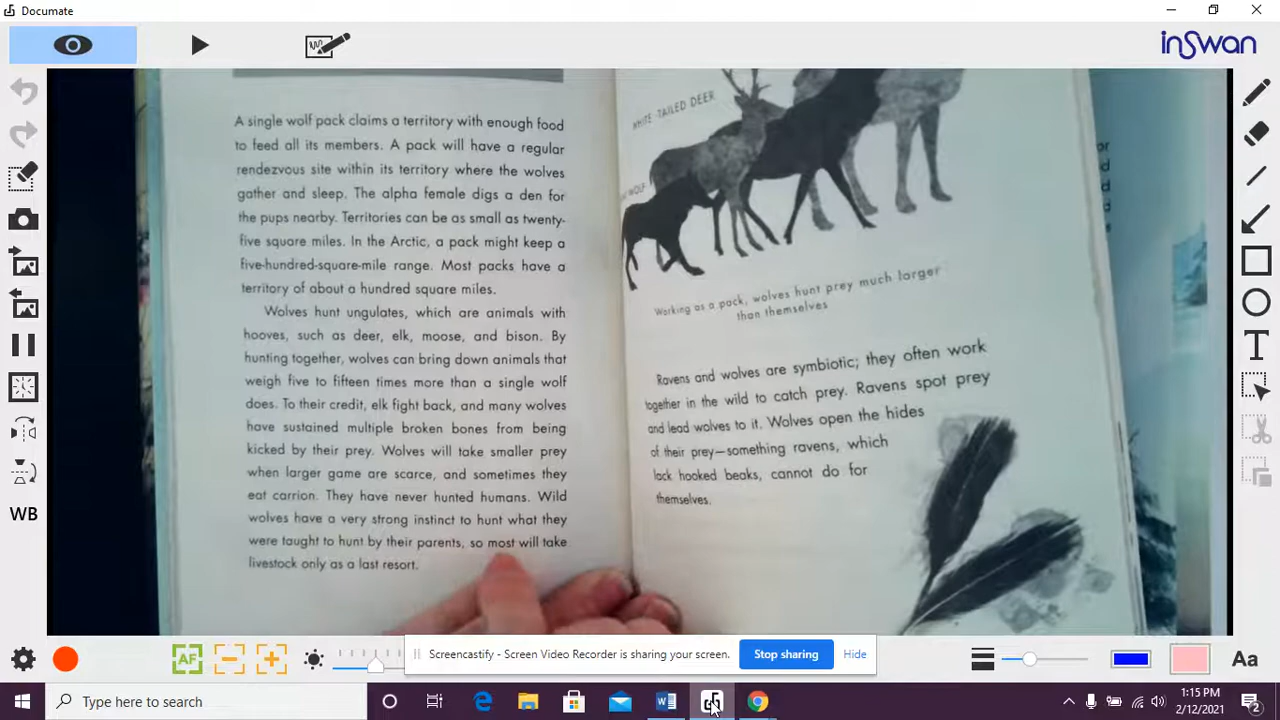 Documate
inSwan
A single wolf pack claims a territory with enough food
to feed all its members. A pack will have a regular
rendezvous site within its territory where the wolves
gather and sleep. The alpha female digs a den for
the pups nearby. Territories can be as small as twenty-
five square miles. In the Arctic, a pack might keep a
five-hundred-square-mile range. Most packs have a
territory of about a hundred square miles.
Wolves hunt ungulates, which are animals with
hooves, such as deer, elk, moose, and bison. By
hunting together, wolves can bring down animals that
weigh five to fifteen times more than a single wolf
does. To their credit, elk fight back, and many wolves
have sustained multiple broken bones from being
kicked by their prey. Wolves will take smaller prey
when larger game are scarce, and sometimes they
eat carrion. They have never hunted humans. Wild
wolves have a very strong instinct to hunt what they
were taught to hunt by their parents, so most will take
livestock only as a last resort.
WHITE-TAILED DEER
WOLF
Working as a pack, wolves hunt prey much larger
than themselves
Ravens and wolves are symbiotic; they often work
together in the wild to catch prey. Ravens spot prey
and lead wolves to it. Wolves open the hides
of their prey—something ravens, which
lack hooked beaks, cannot do for
themselves.
or
d
d
T
WB
AF
Screencastify - Screen Video Recorder is sharing your screen.
Stop sharing
Hide
Aa
Type here to search
1:15 PM
2/12/2021
2